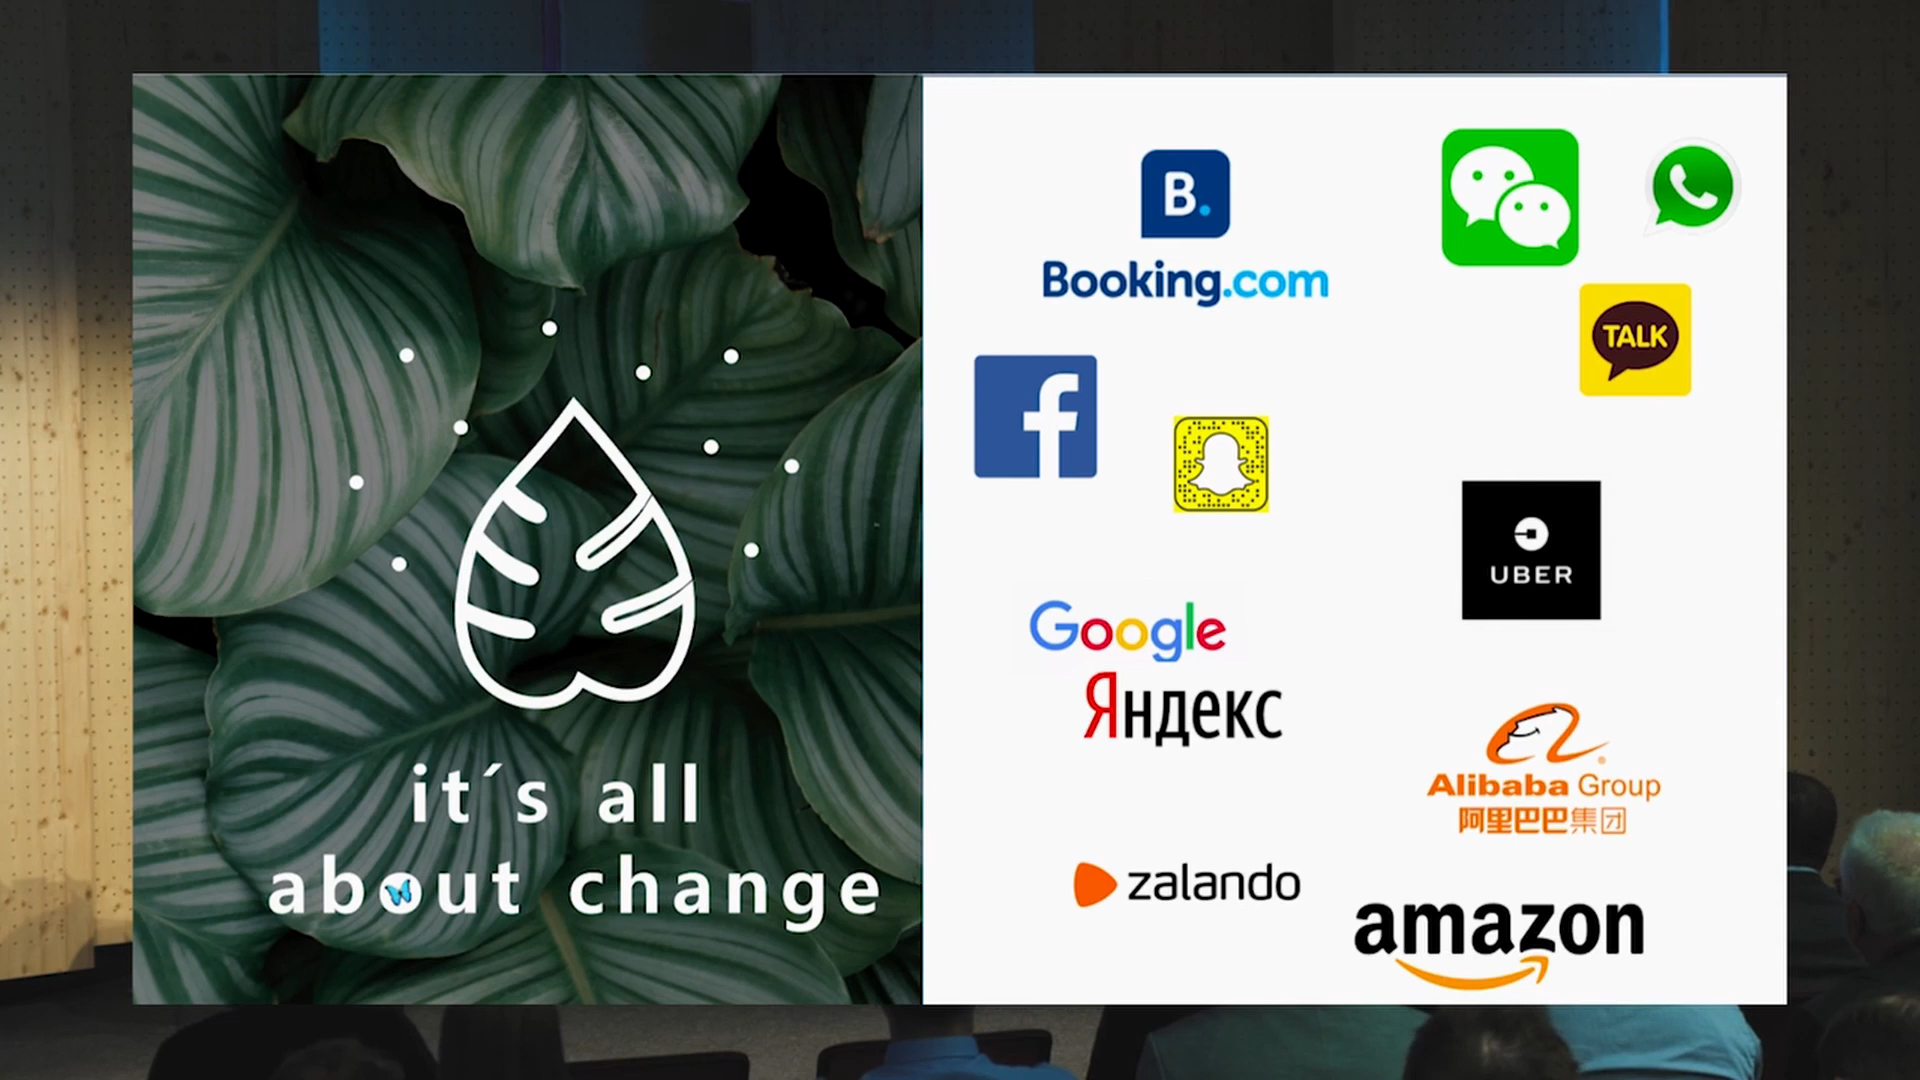 it´s all
about change
B.
Booking.com
TALK
f
UBER
Google
Яндекс
Alibaba Group
阿里巴巴集团
zalando
amazon